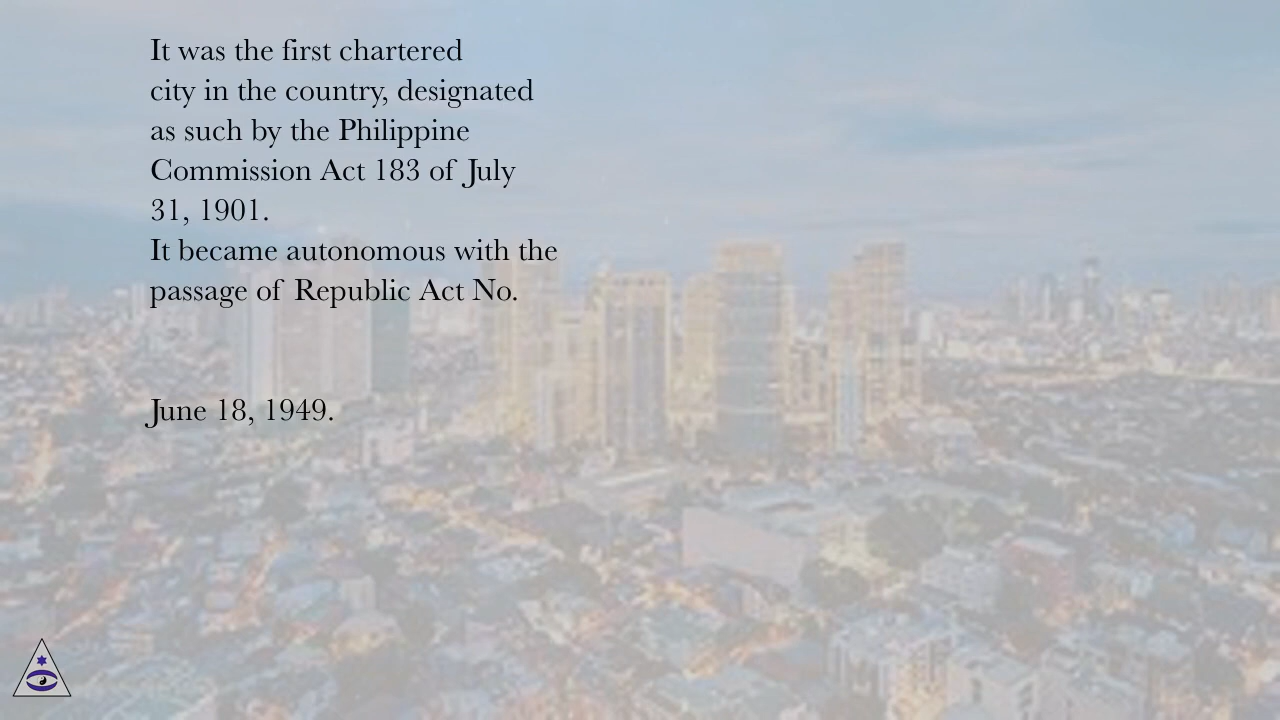 It was the first chartered
city in the country, designated
as such by the Philippine
Commission Act 183 of July
31, 1901.
It became autonomous with the
passage of Republic Act No.
June 18, 1949.